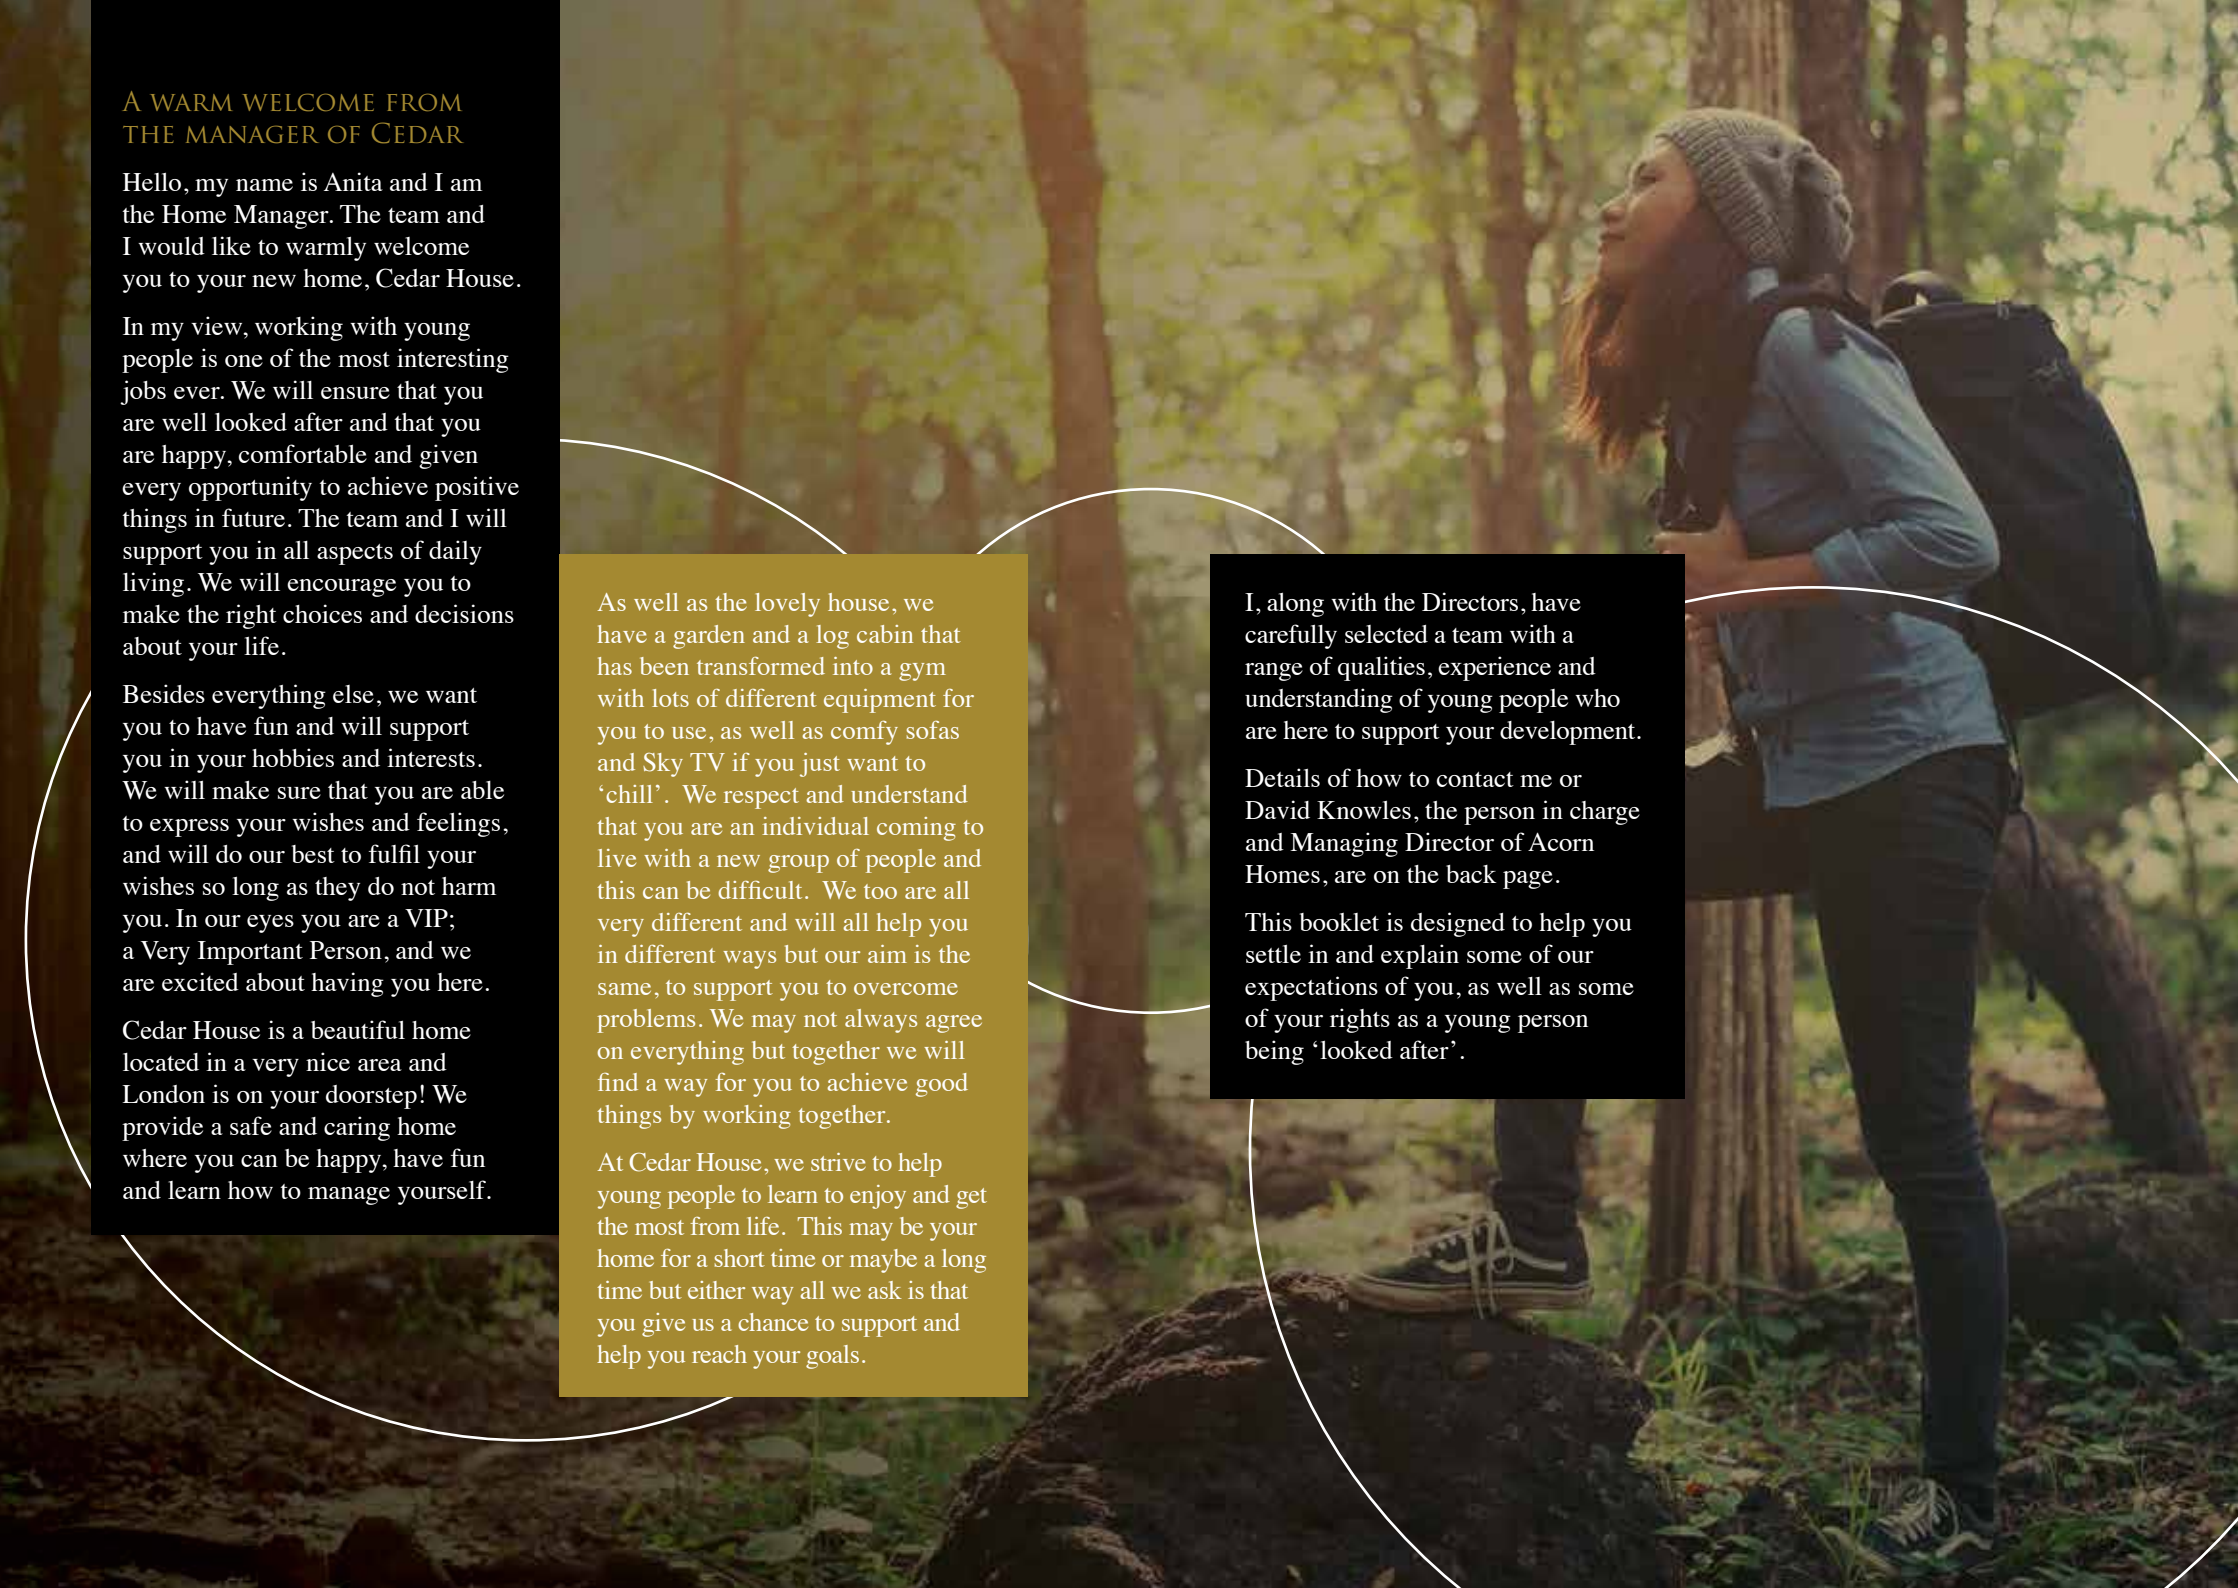 A WARM WELCOME FROM
THE MANAGER OF CEDAR
Hello, my name is Anita and I am
the Home Manager. The team and
I would like to warmly welcome
you to your new home, Cedar House.
In my view, working with young
people is one of the most interesting
jobs ever. We will ensure that you
are well looked after and that you
are happy, comfortable and given
every opportunity to achieve positive
things in future. The team and I will
support you in all aspects of daily
living. We will encourage you to
make the right choices and decisions
about your life.
Besides everything else, we want
you to have fun and will support
you in your hobbies and interests.
We will make sure that you are able
to express your wishes and feelings,
and will do our best to fulfil your
wishes so long as they do not harm
you. In our eyes you are a VIP;
a Very Important Person, and we
are excited about having you here.
Cedar House is a beautiful home
located in a very nice area and
London is on your doorstep! We
provide a safe and caring home
where you can be happy, have fun
and learn how to manage yourself.
As well as the lovely house, we
have a garden and a log cabin that
has been transformed into a gym
with lots of different equipment for
you to use, as well as comfy sofas
and Sky TV if you just want to
‘chill’.  We respect and understand
that you are an individual coming to
live with a new group of people and
this can be difficult.  We too are all
very different and will all help you
in different ways but our aim is the
same, to support you to overcome
problems. We may not always agree
on everything but together we will
find a way for you to achieve good
things by working together.
At Cedar House, we strive to help
young people to learn to enjoy and get
the most from life.  This may be your
home for a short time or maybe a long
time but either way all we ask is that
you give us a chance to support and
help you reach your goals.
I, along with the Directors, have
carefully selected a team with a
range of qualities, experience and
understanding of young people who
are here to support your development.
Details of how to contact me or
David Knowles, the person in charge
and Managing Director of Acorn
Homes, are on the back page.
This booklet is designed to help you
settle in and explain some of our
expectations of you, as well as some
of your rights as a young person
being ‘looked after’.